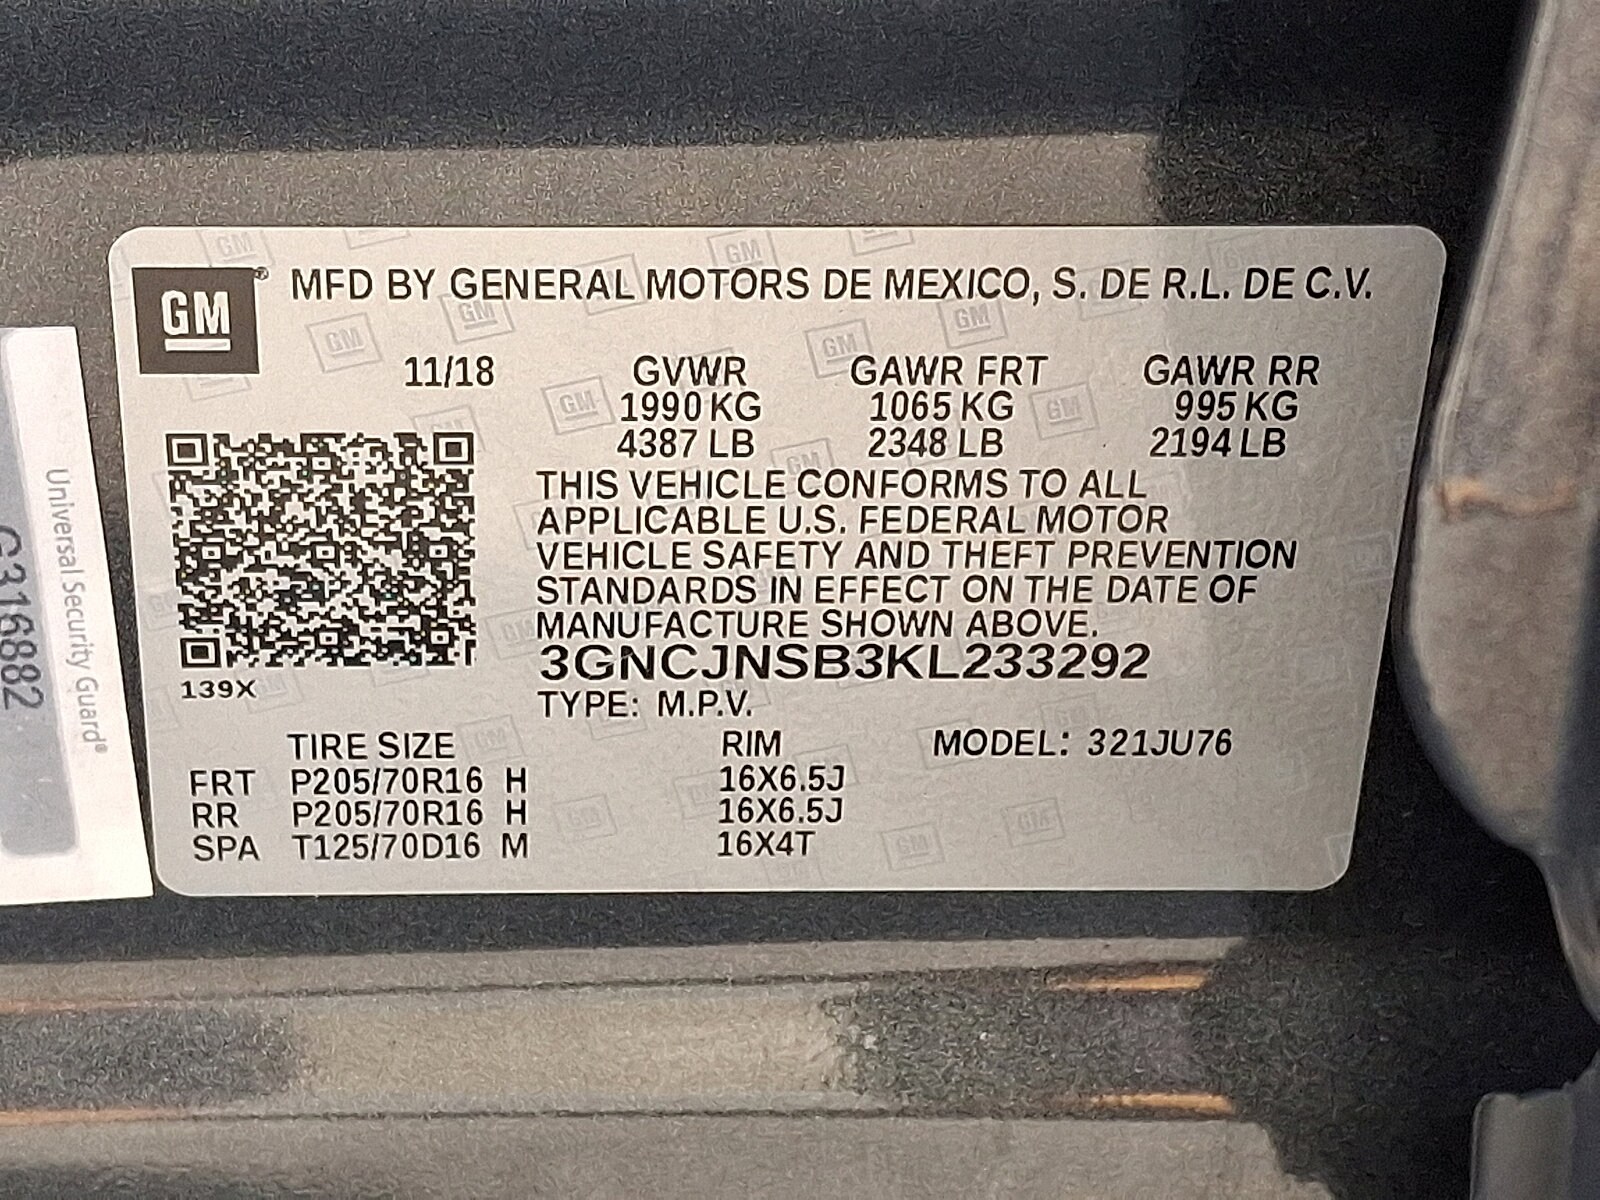 GM
MFD BY GENERAL MOTORS DE MEXICO, S. DE R.L. DE C.V.
11/18 GVWR GAWR FRT GAWR RR
1990 KG 1065 KG 995 KG
4387 LB 2348 LB 2194 LB
THIS VEHICLE CONFORMS TO ALL
APPLICABLE U.S. FEDERAL MOTOR
VEHICLE SAFETY AND THEFT PREVENTION
STANDARDS IN EFFECT ON THE DATE OF
MANUFACTURE SHOWN ABOVE.
3GNCJNSB3KL233292
139X
TYPE: M.P.V.
TIRE SIZE RIM MODEL: 321JU76
FRT P205/70R16 H 16X6.5J
RR P205/70R16 H 16X6.5J
SPA T125/70D16 M 16X4T
Universal Security Guard®
G316882